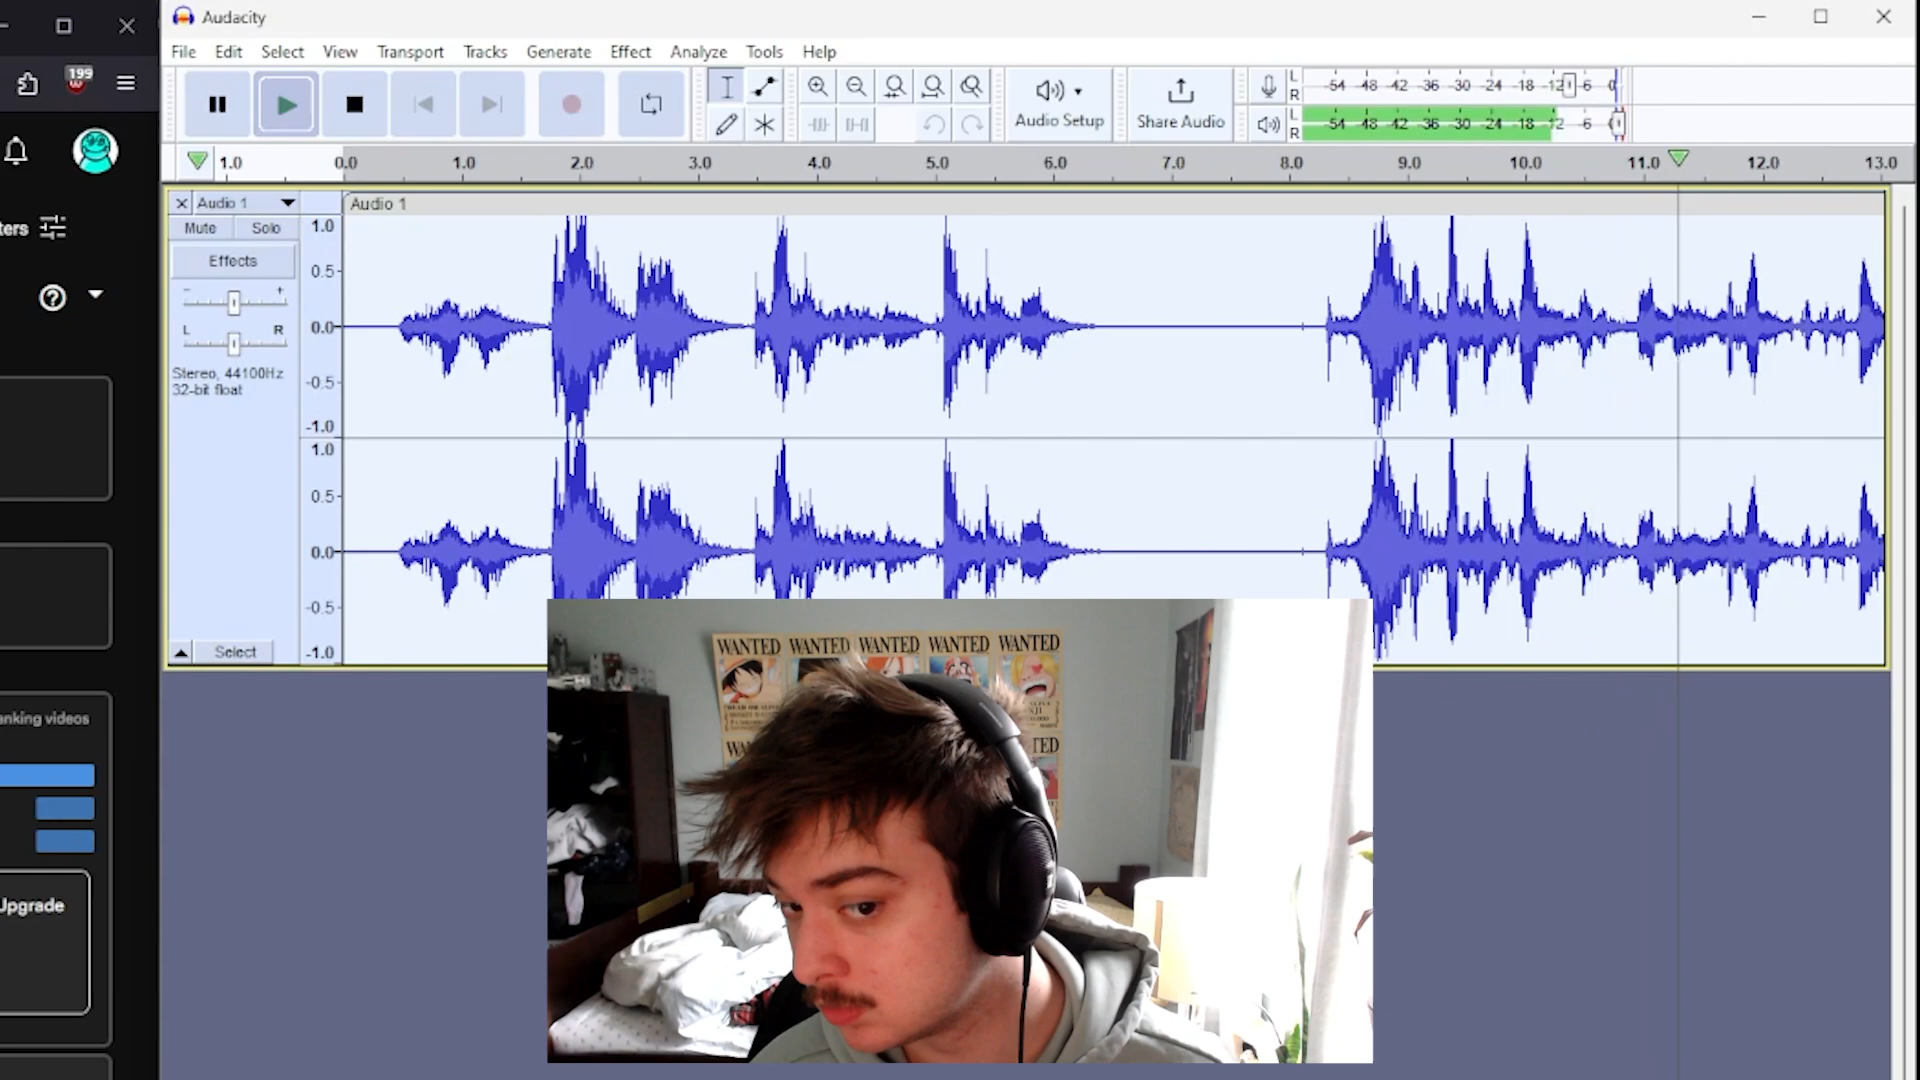 Audacity
File Edit Select View Transport Tracks Generate Effect Analyze Tools Help
199
L
R
-54 -48 -42 -36 -30 -24 -18 -12 -6 0
Audio Setup
Share Audio
L
R
-54 -48 -42 -36 -30 -24 -18 -12 -6
1.0 0.0 1.0 2.0 3.0 4.0 5.0 6.0 7.0 8.0 9.0 10.0 11.0 12.0 13.0
Audio 1
Audio 1
Mute Solo
Effects
- +
L R
Stereo, 44100Hz
32-bit float
Select
1.0
0.5
0.0
-0.5
-1.0
1.0
0.5
0.0
-0.5
-1.0
ters
anking videos
Upgrade
WANTED WANTED WANTED WANTED WANTED